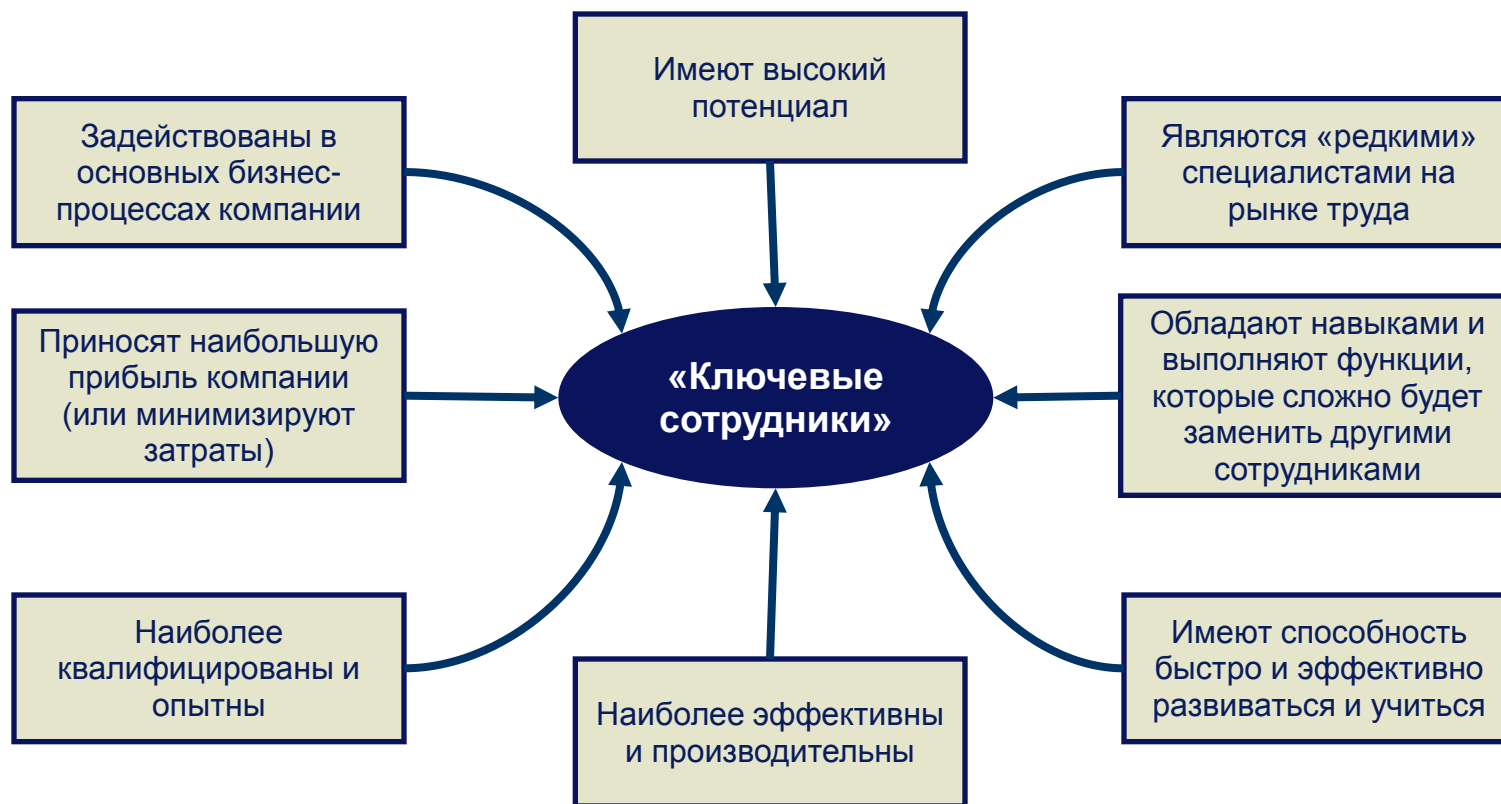 Имеют высокий
потенциал
Задействованы в
основных бизнес-
процессах компании
Являются «редкими»
специалистами на
рынке труда
Приносят наибольшую
прибыль компании
(или минимизируют
затраты)
«Ключевые
сотрудники»
Обладают навыками и
выполняют функции,
которые сложно будет
заменить другими
сотрудниками
Наиболее
квалифицированы и
опытны
Наиболее эффективны
и производительны
Имеют способность
быстро и эффективно
развиваться и учиться